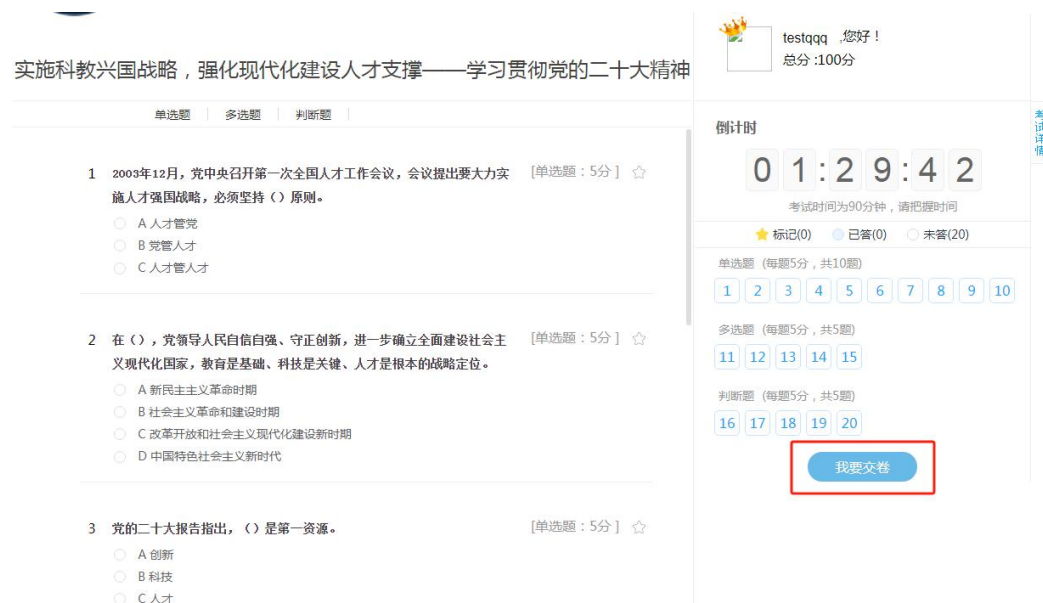 实施科教兴国战略，强化现代化建设人才支撑——学习贯彻党的二十大精神
单选题
多选题
判断题
1 2003年12月，党中央召开第一次全国人才工作会议，会议提出要大力实
施人才强国战略，必须坚持（）原则。
[单选题：5分]
A 人才管党
B 党管人才
C 人才管人才
2 在（），党领导人民自信自强、守正创新，进一步确立全面建设社会主
义现代化国家，教育是基础、科技是关键、人才是根本的战略定位。
[单选题：5分]
A 新民主主义革命时期
B 社会主义革命和建设时期
C 改革开放和社会主义现代化建设新时期
D 中国特色社会主义新时代
3 党的二十大报告指出，（）是第一资源。
[单选题：5分]
A 创新
B 科技
C 人才
testqqq ,您好！
总分 :100分
倒计时
01:29:42
考试时间为90分钟，请把握时间
标记(0) 已答(0) 未答(20)
单选题 (每题5分，共10题)
1 2 3 4 5 6 7 8 9 10
多选题 (每题5分，共5题)
11 12 13 14 15
判断题 (每题5分，共5题)
16 17 18 19 20
我要交卷
考试详情